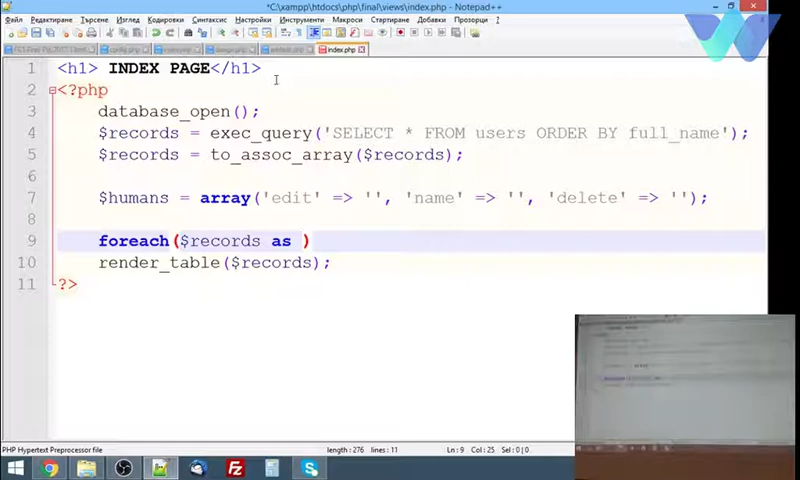 *C:\xampp\htdocs\php\final\views\index.php - Notepad++
Файл Редактиране Търсене Изглед Кодировки Синтаксис Настройки Инструменти Макроси Стартиране Добавки Прозорци ?
index.php
1 <h1> INDEX PAGE</h1>
2 <?php
3 database_open();
4 $records = exec_query('SELECT * FROM users ORDER BY full_name');
5 $records = to_assoc_array($records);
6
7 $humans = array('edit' => '', 'name' => '', 'delete' => '');
8
9 foreach($records as )
10 render_table($records);
11 ?>
PHP Hypertext Preprocessor file length : 276 lines : 11 Ln : 9 Col : 25 Sel : 0 | 0